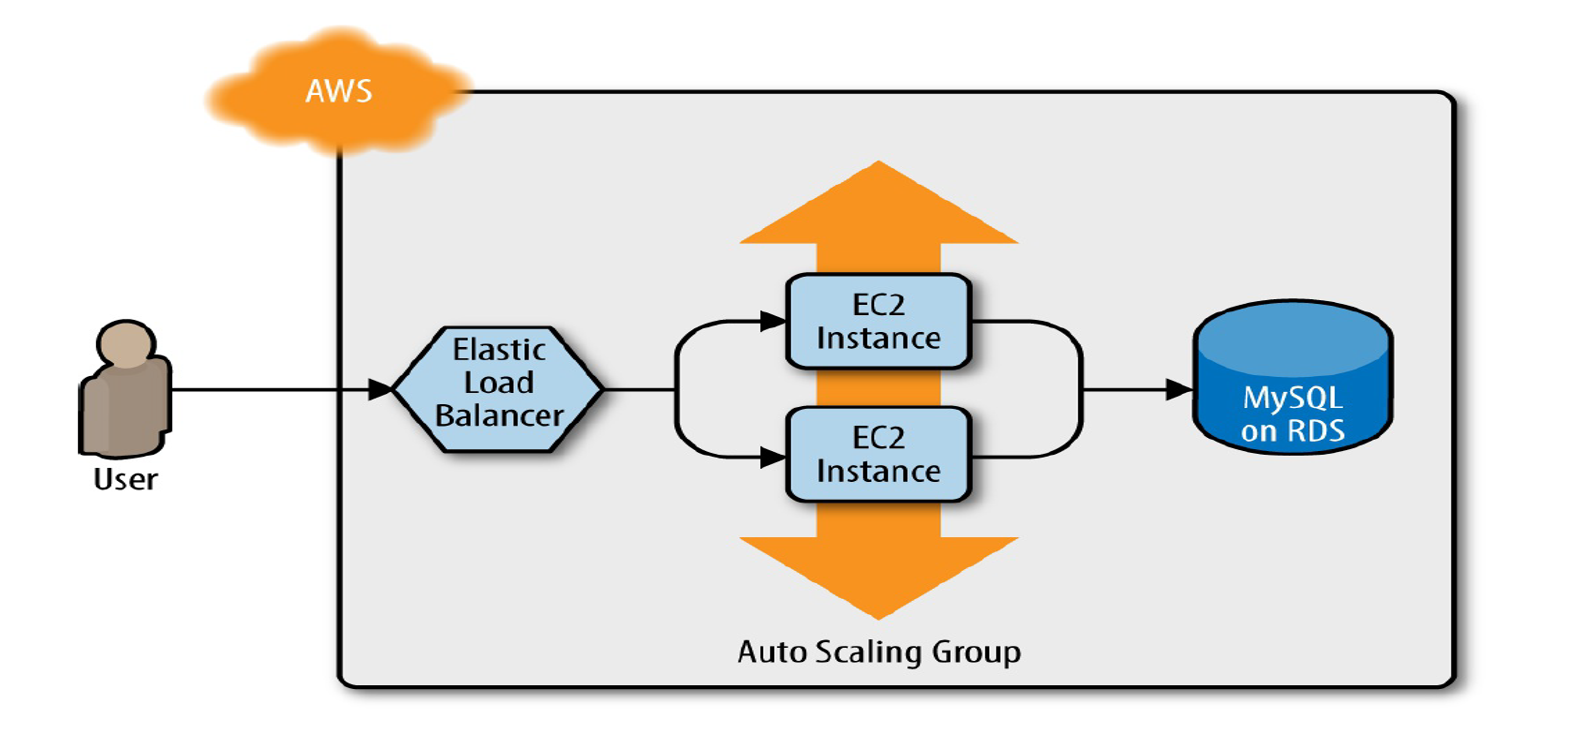 AWS
User
Elastic
Load
Balancer
EC2
Instance
EC2
Instance
MySQL
on RDS
Auto Scaling Group